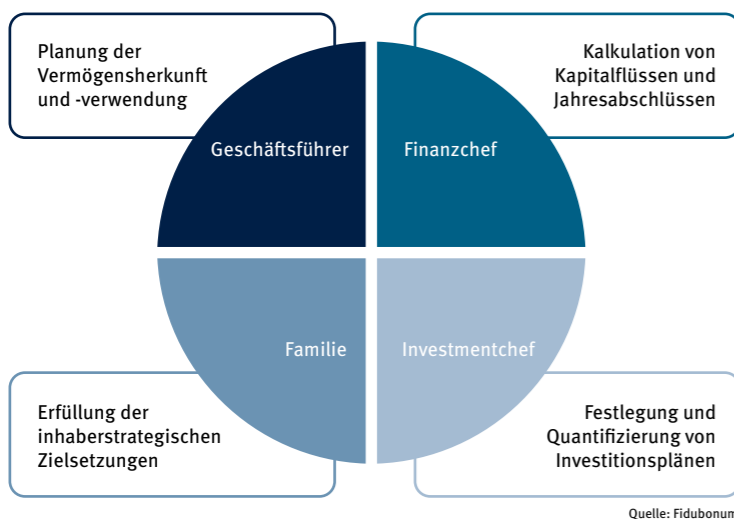 Planung der
Vermögensherkunft
und -verwendung
Kalkulation von
Kapitalflüssen und
Jahresabschlüssen
Geschäftsführer
Finanzchef
Familie
Investmentchef
Erfüllung der
inhaberstrategischen
Zielsetzungen
Festlegung und
Quantifizierung von
Investitionsplänen
Quelle: Fidubonum